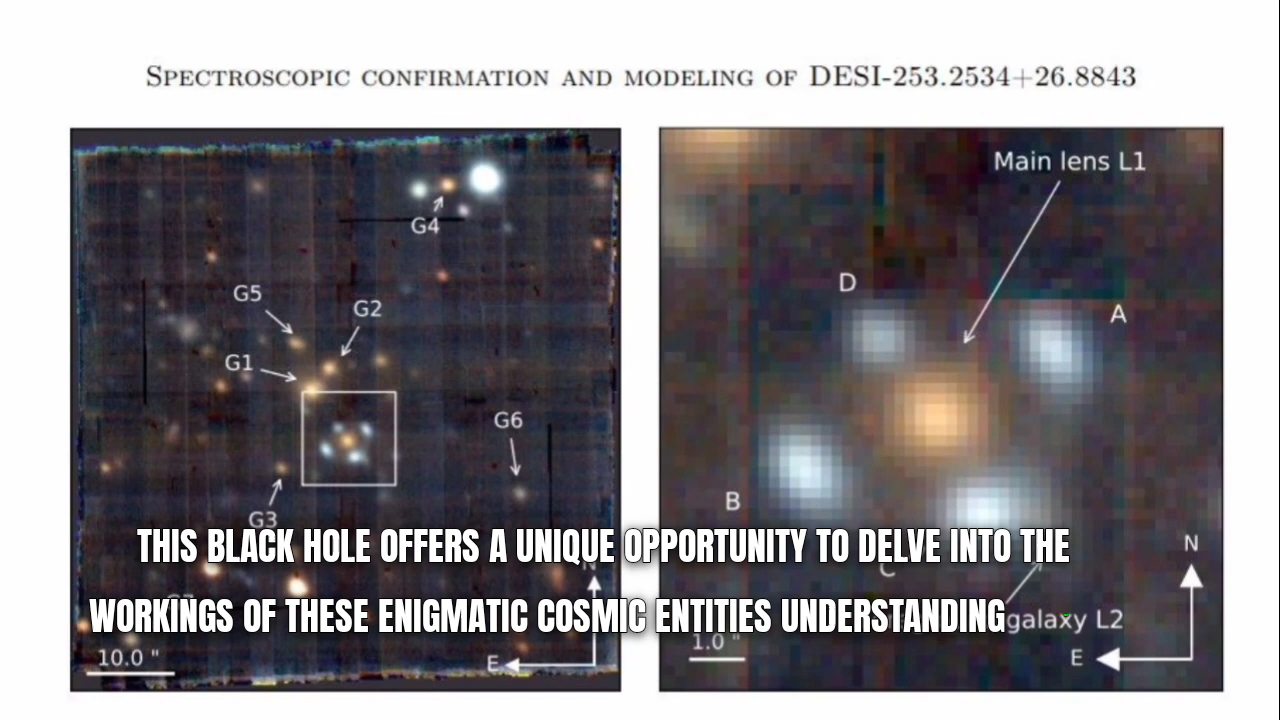 SPECTROSCOPIC CONFIRMATION AND MODELING OF DESI-253.2534+26.8843
Main lens L1
G4
D
A
G5
G2
G1
G6
B
G3
THIS BLACK HOLE OFFERS A UNIQUE OPPORTUNITY TO DELVE INTO THE
N
C
WORKINGS OF THESE ENIGMATIC COSMIC ENTITIES UNDERSTANDING
galaxy L2
10.0 "
E
1.0 "
E